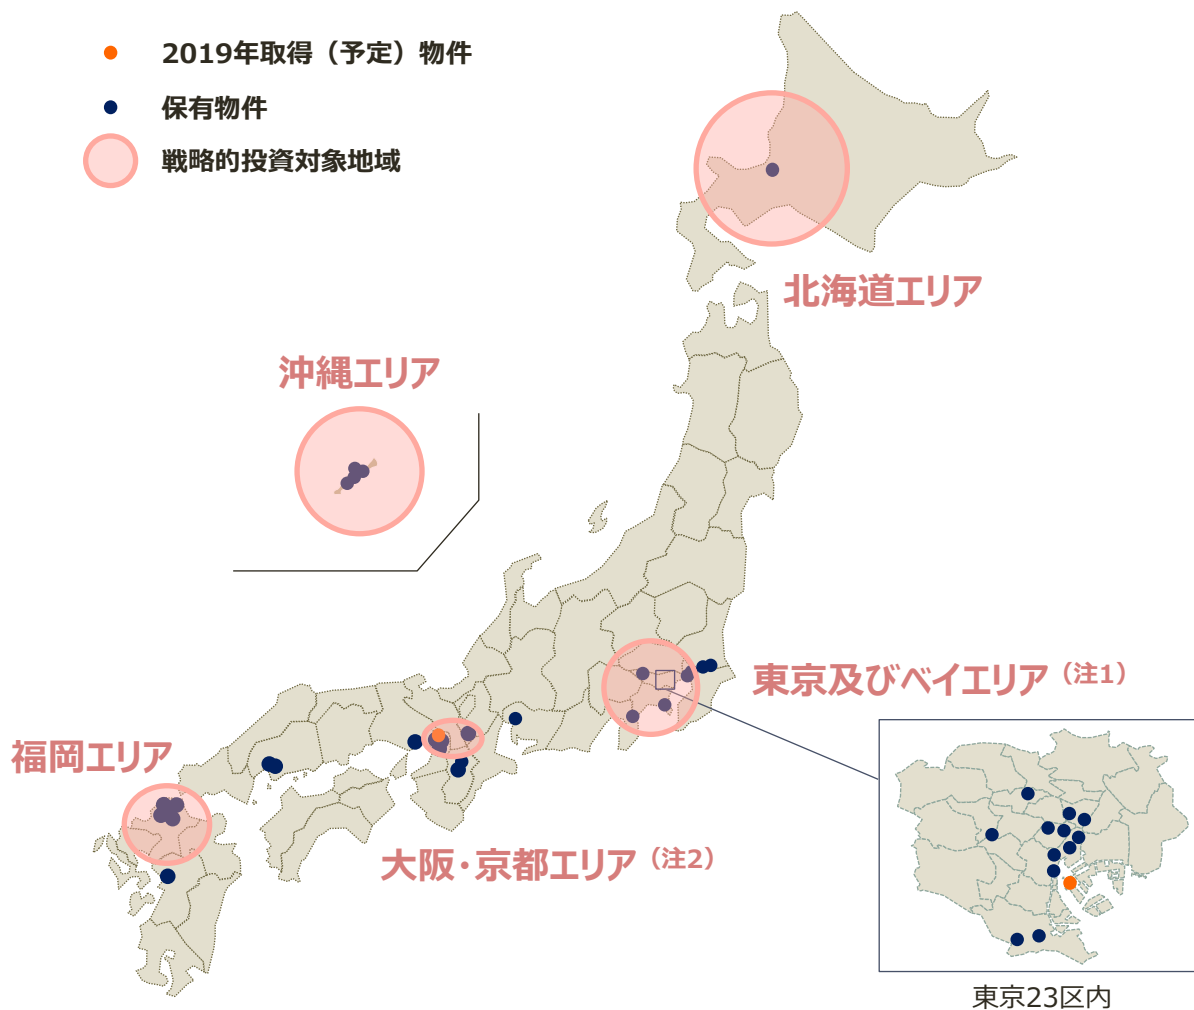 2019年取得（予定）物件
保有物件
戦略的投資対象地域
北海道エリア
沖縄エリア
東京及びベイエリア（注1）
福岡エリア
大阪・京都エリア（注2）
東京23区内